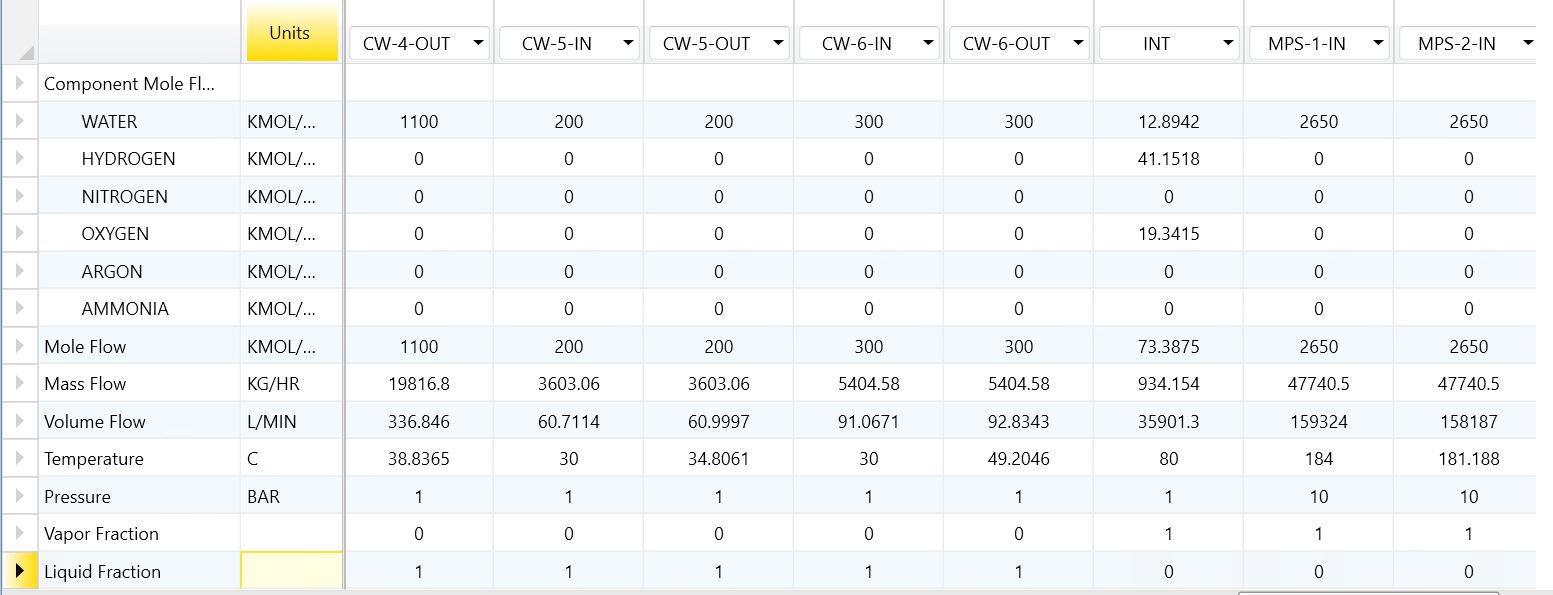 Units CW-4-OUT CW-5-IN CW-5-OUT CW-6-IN CW-6-OUT INT MPS-1-IN MPS-2-IN
Component Mole Fl...
WATER KMOL/... 1100 200 200 300 300 12.8942 2650 2650
HYDROGEN KMOL/... 0 0 0 0 0 41.1518 0 0
NITROGEN KMOL/... 0 0 0 0 0 0 0 0
OXYGEN KMOL/... 0 0 0 0 0 19.3415 0 0
ARGON KMOL/... 0 0 0 0 0 0 0 0
AMMONIA KMOL/... 0 0 0 0 0 0 0 0
Mole Flow KMOL/... 1100 200 200 300 300 73.3875 2650 2650
Mass Flow KG/HR 19816.8 3603.06 3603.06 5404.58 5404.58 934.154 47740.5 47740.5
Volume Flow L/MIN 336.846 60.7114 60.9997 91.0671 92.8343 35901.3 159324 158187
Temperature C 38.8365 30 34.8061 30 49.2046 80 184 181.188
Pressure BAR 1 1 1 1 1 1 10 10
Vapor Fraction 0 0 0 0 0 1 1 1
Liquid Fraction 1 1 1 1 1 0 0 0